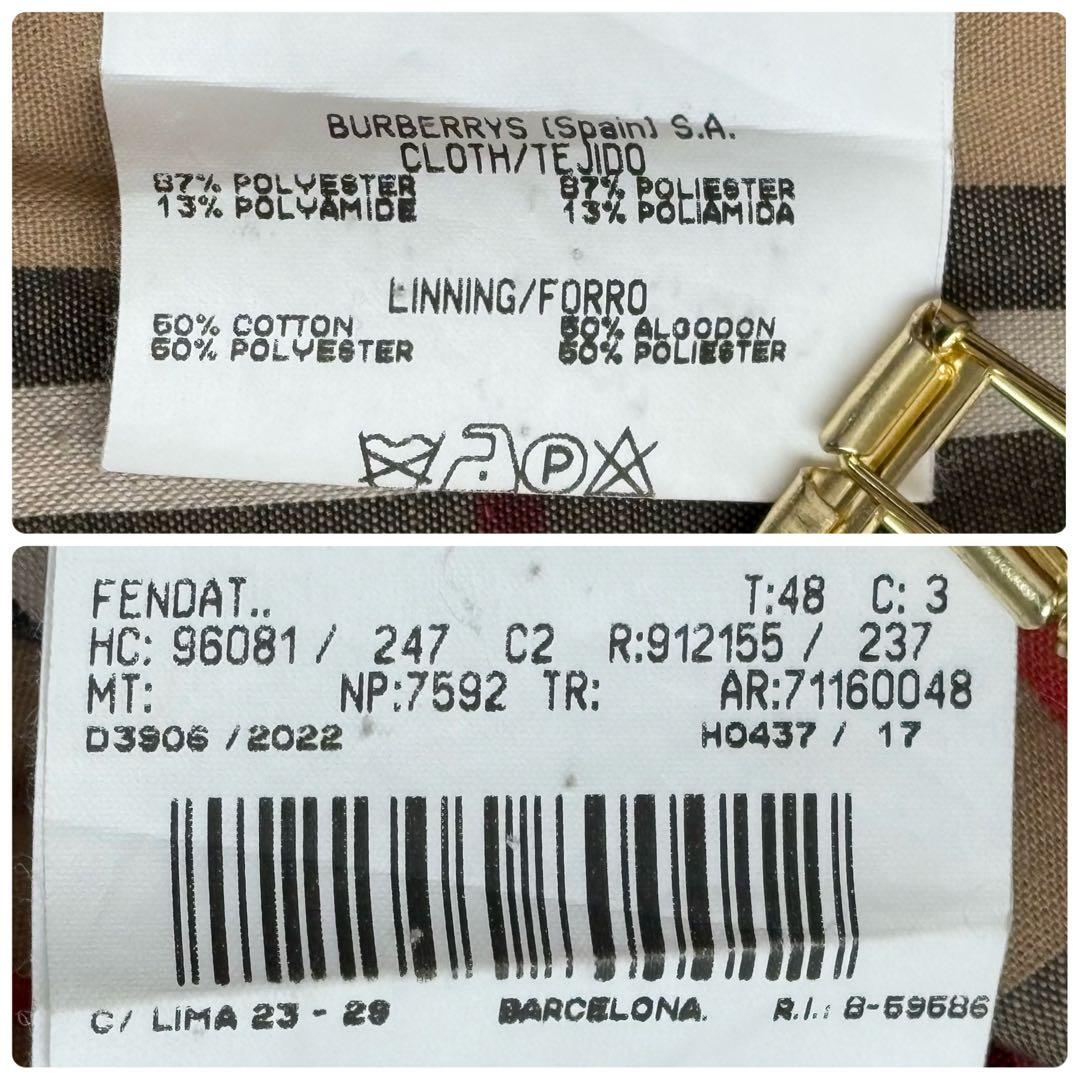 BURBERRYS (Spain) S.A.
CLOTH/TEJIDO
87% POLYESTER 87% POLIESTER
13% POLYAMIDE 13% POLIAMIDA
LINNING/FORRO
50% COTTON 50% ALGODON
50% POLYESTER 50% POLIESTER
P
FENDAT.. T:48 C: 3
HC: 96081 / 247 C2 R:912155 / 237
MT: NP:7592 TR: AR:71160048
D3906 /2022 H0437 / 17
C/ LIMA 23 - 29 BARCELONA. R.I.: B-59586